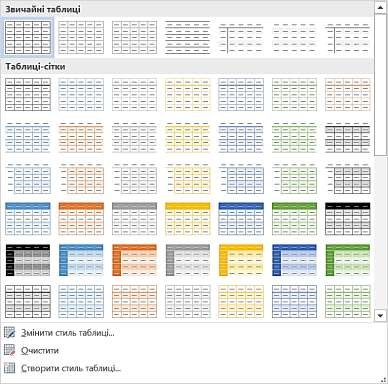 Звичайні таблиці
Таблиці-сітки
Змінити стиль таблиці...
Очистити
Створити стиль таблиці...